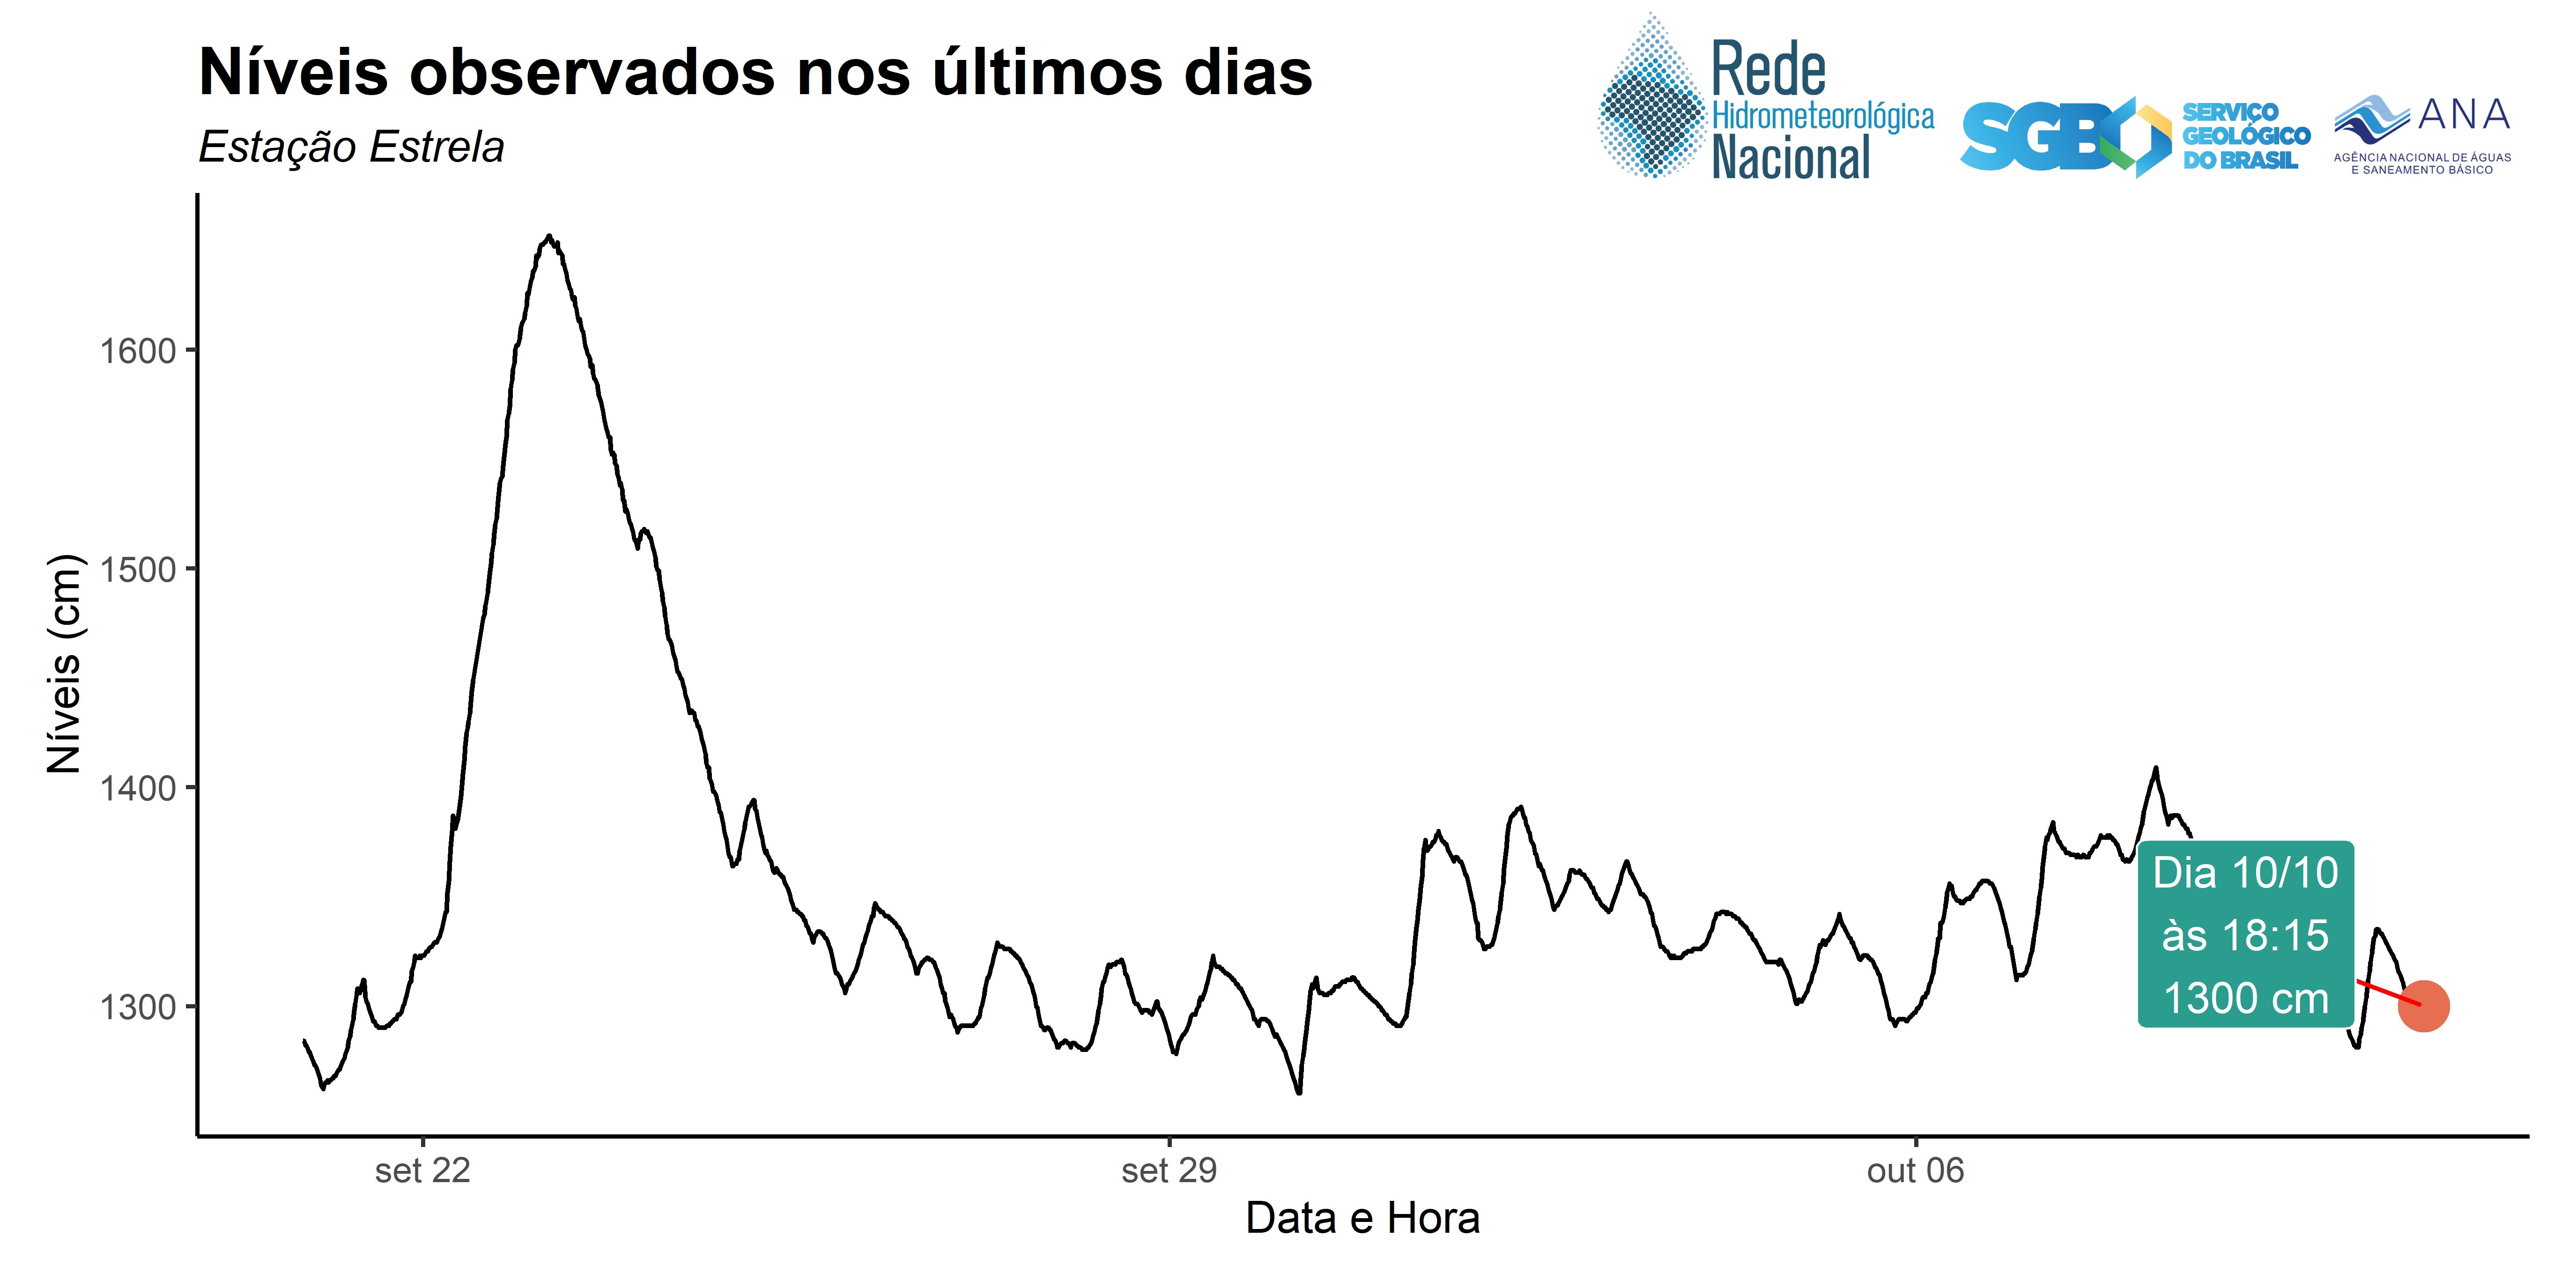 Níveis observados nos últimos dias
Estação Estrela
Rede
Hidrometeorológica
Nacional
SGB
SERVIÇO
GEOLÓGICO
DO BRASIL
ANA
AGÊNCIA NACIONAL DE ÁGUAS
E SANEAMENTO BÁSICO
Níveis (cm)
1600
1500
1400
1300
Dia 10/10
às 18:15
1300 cm
set 22
set 29
out 06
Data e Hora